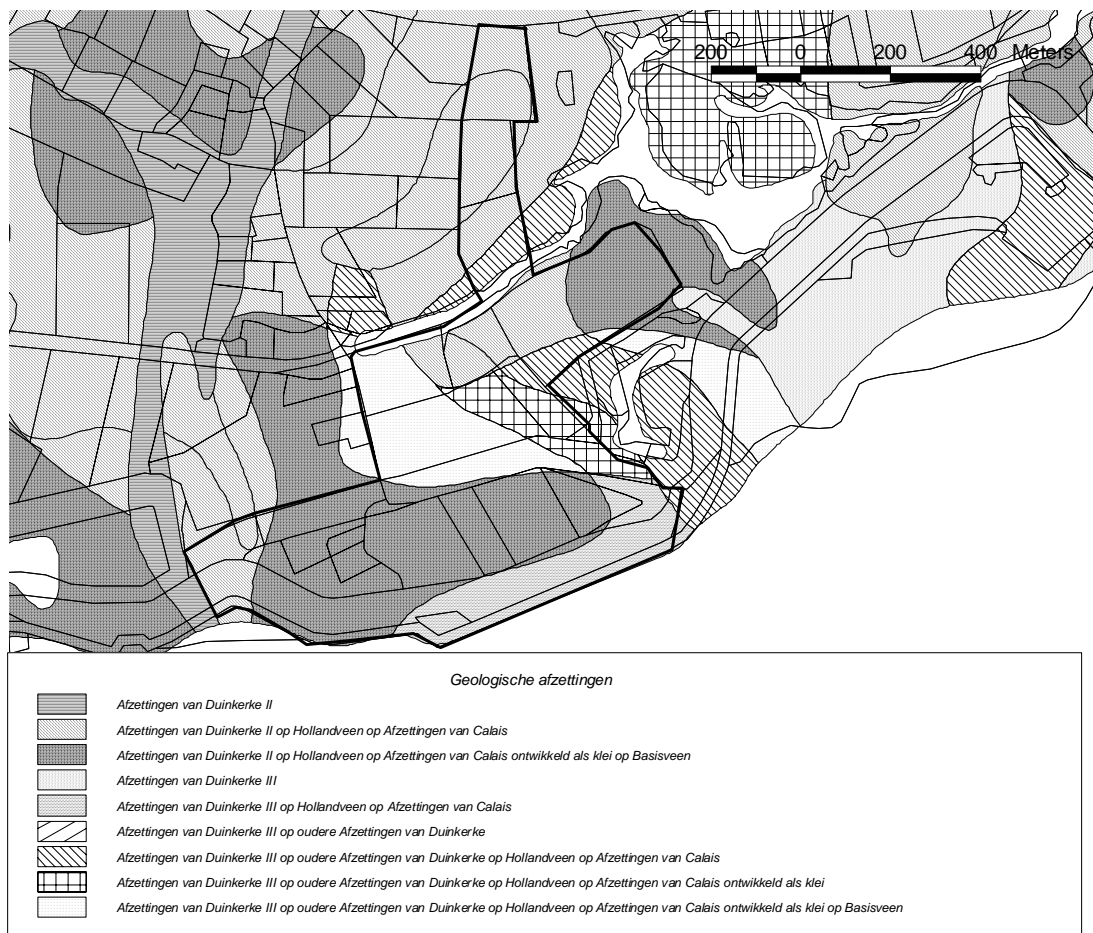 200 0 200 400 Meters
Geologische afzettingen
Afzettingen van Duinkerke II
Afzettingen van Duinkerke II op Hollandveen op Afzettingen van Calais
Afzettingen van Duinkerke II op Hollandveen op Afzettingen van Calais ontwikkeld als klei op Basisveen
Afzettingen van Duinkerke III
Afzettingen van Duinkerke III op Hollandveen op Afzettingen van Calais
Afzettingen van Duinkerke III op oudere Afzettingen van Duinkerke
Afzettingen van Duinkerke III op oudere Afzettingen van Duinkerke op Hollandveen op Afzettingen van Calais
Afzettingen van Duinkerke III op oudere Afzettingen van Duinkerke op Hollandveen op Afzettingen van Calais ontwikkeld als klei
Afzettingen van Duinkerke III op oudere Afzettingen van Duinkerke op Hollandveen op Afzettingen van Calais ontwikkeld als klei op Basisveen